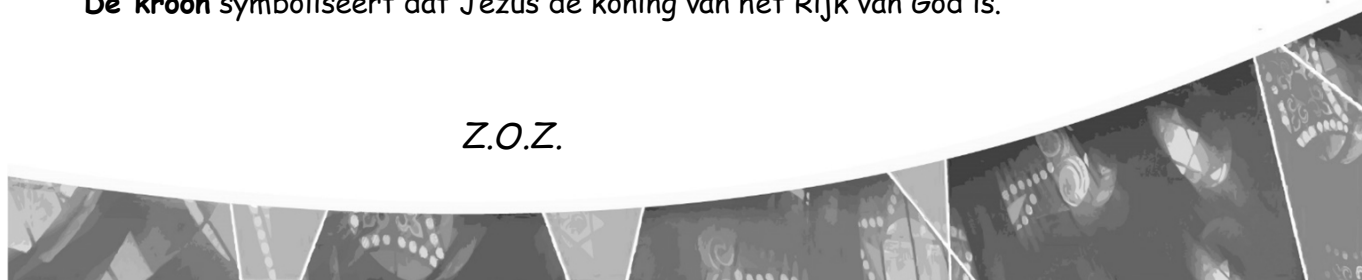 De kroon symboliseert dat Jezus de koning van het Rijk van God is.
Z.O.Z.